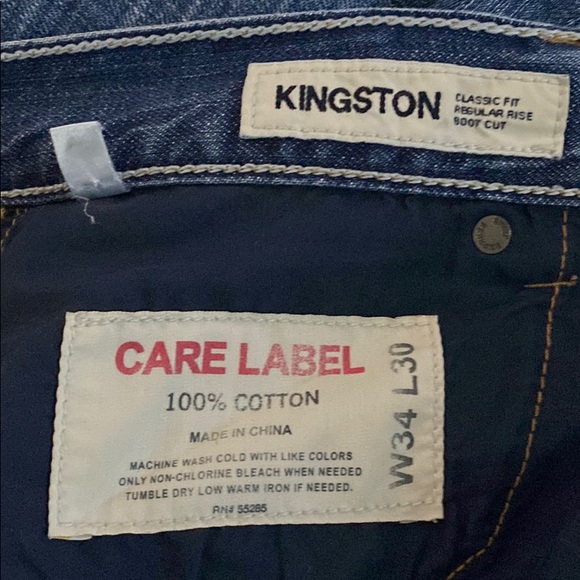 KINGSTON
CLASSIC FIT
REGULAR RISE
BOOT CUT
CARE LABEL
100% COTTON
MADE IN CHINA
MACHINE WASH COLD WITH LIKE COLORS
ONLY NON-CHLORINE BLEACH WHEN NEEDED
TUMBLE DRY LOW WARM IRON IF NEEDED.
RN# 55285
W34 L30